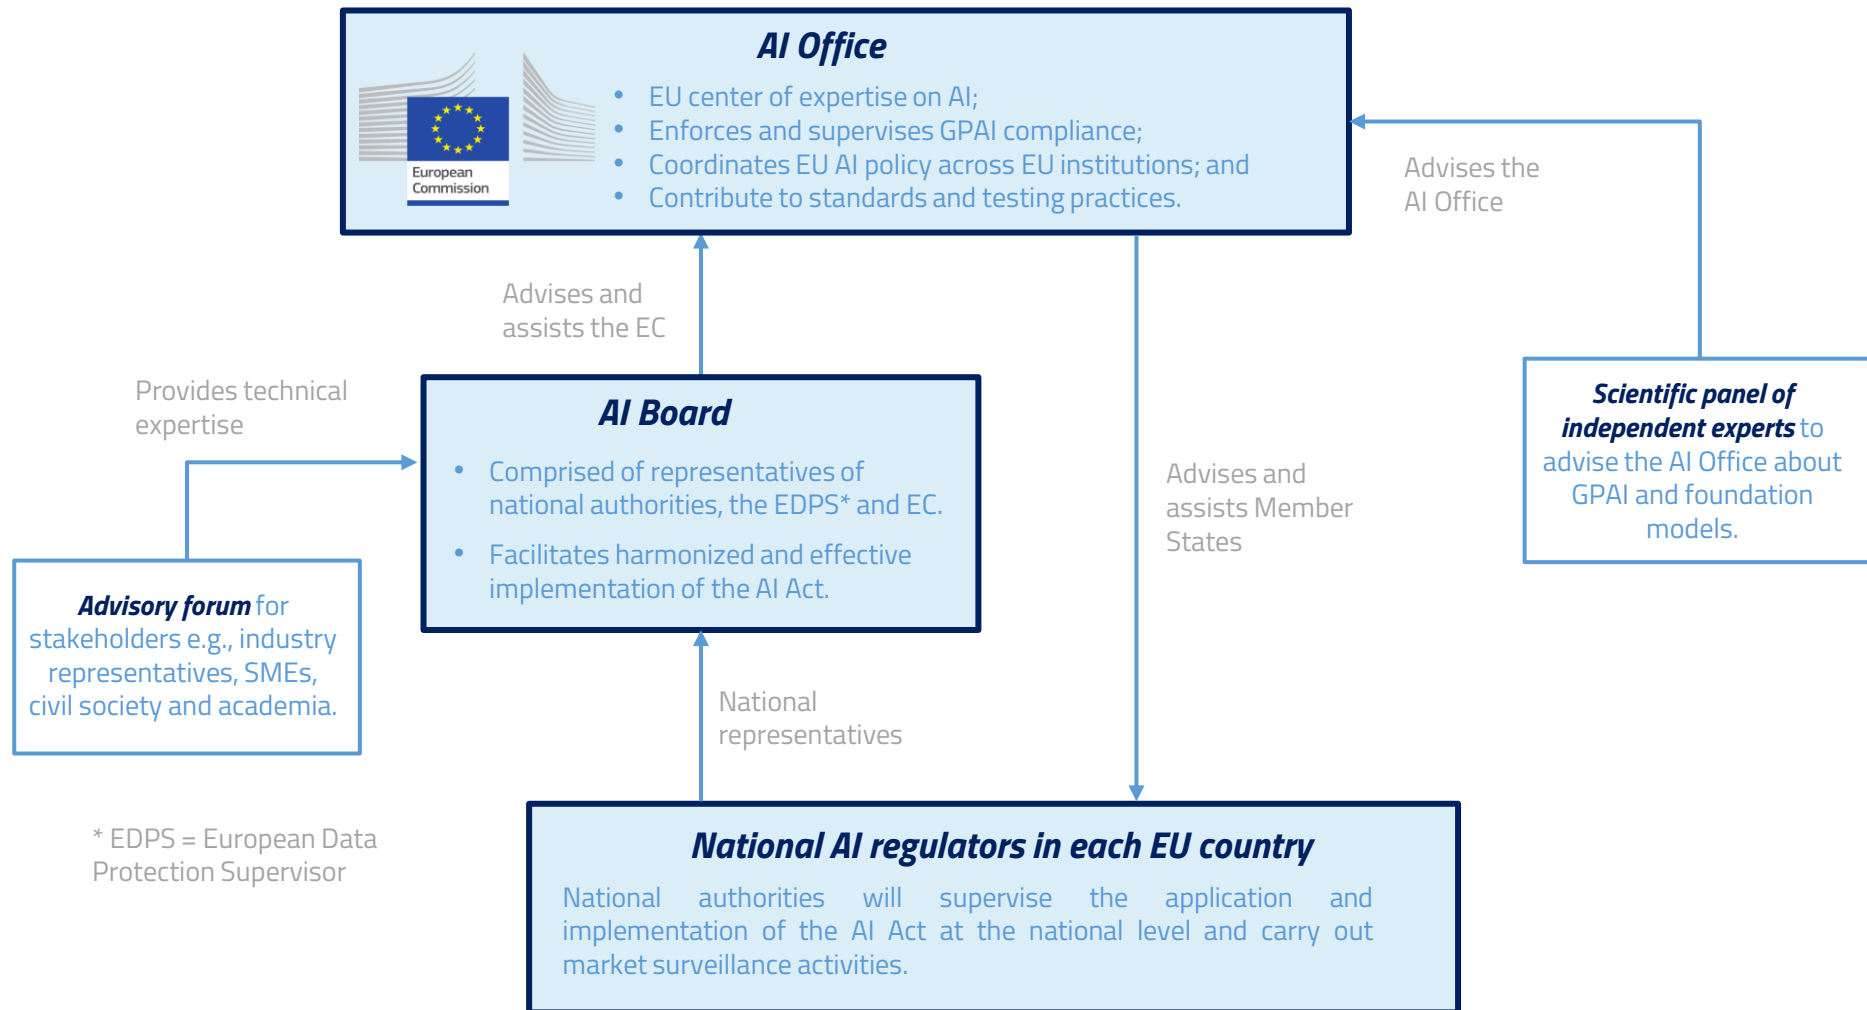 AI Office
European
Commission
• EU center of expertise on AI;
• Enforces and supervises GPAI compliance;
• Coordinates EU AI policy across EU institutions; and
• Contribute to standards and testing practices.
Advises the
AI Office
Advises and
assists the EC
Provides technical
expertise
AI Board
• Comprised of representatives of
national authorities, the EDPS* and EC.
• Facilitates harmonized and effective
implementation of the AI Act.
Advises and
assists Member
States
Scientific panel of
independent experts to
advise the AI Office about
GPAI and foundation
models.
Advisory forum for
stakeholders e.g., industry
representatives, SMEs,
civil society and academia.
National
representatives
* EDPS = European Data
Protection Supervisor
National AI regulators in each EU country
National authorities will supervise the application and
implementation of the AI Act at the national level and carry out
market surveillance activities.